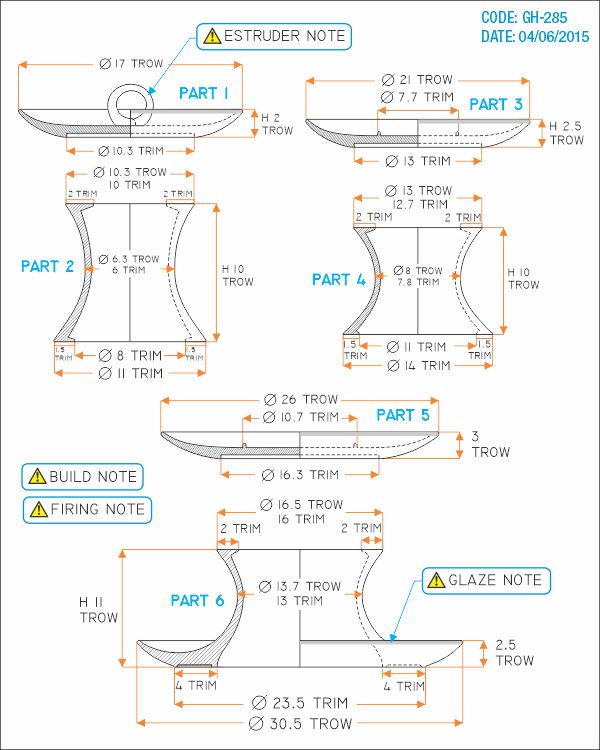 CODE: GH-285
DATE: 04/06/2015
ESTRUDER NOTE
Ø 17 TROW
PART 1
H 2
TROW
Ø 10.3 TRIM
Ø 21 TROW
Ø 7.7 TRIM
PART 3
H 2.5
TROW
Ø 13 TRIM
Ø 10.3 TROW
10 TRIM
2 TRIM
2 TRIM
PART 2
Ø 6.3 TROW
6 TRIM
H 10
TROW
1.5
TRIM
Ø 8 TRIM
1.5
TRIM
Ø 11 TRIM
Ø 13 TROW
12.7 TRIM
2 TRIM
2 TRIM
PART 4
Ø 8 TROW
7.8 TRIM
H 10
TROW
1.5
TRIM
Ø 11 TRIM
1.5
TRIM
Ø 14 TRIM
Ø 26 TROW
Ø 10.7 TRIM
PART 5
3
TROW
Ø 16.3 TRIM
BUILD NOTE
FIRING NOTE
Ø 16.5 TROW
16 TRIM
2 TRIM
2 TRIM
GLAZE NOTE
H 11
TROW
PART 6
Ø 13.7 TROW
13 TRIM
2.5
TROW
4 TRIM
4 TRIM
Ø 23.5 TRIM
Ø 30.5 TROW